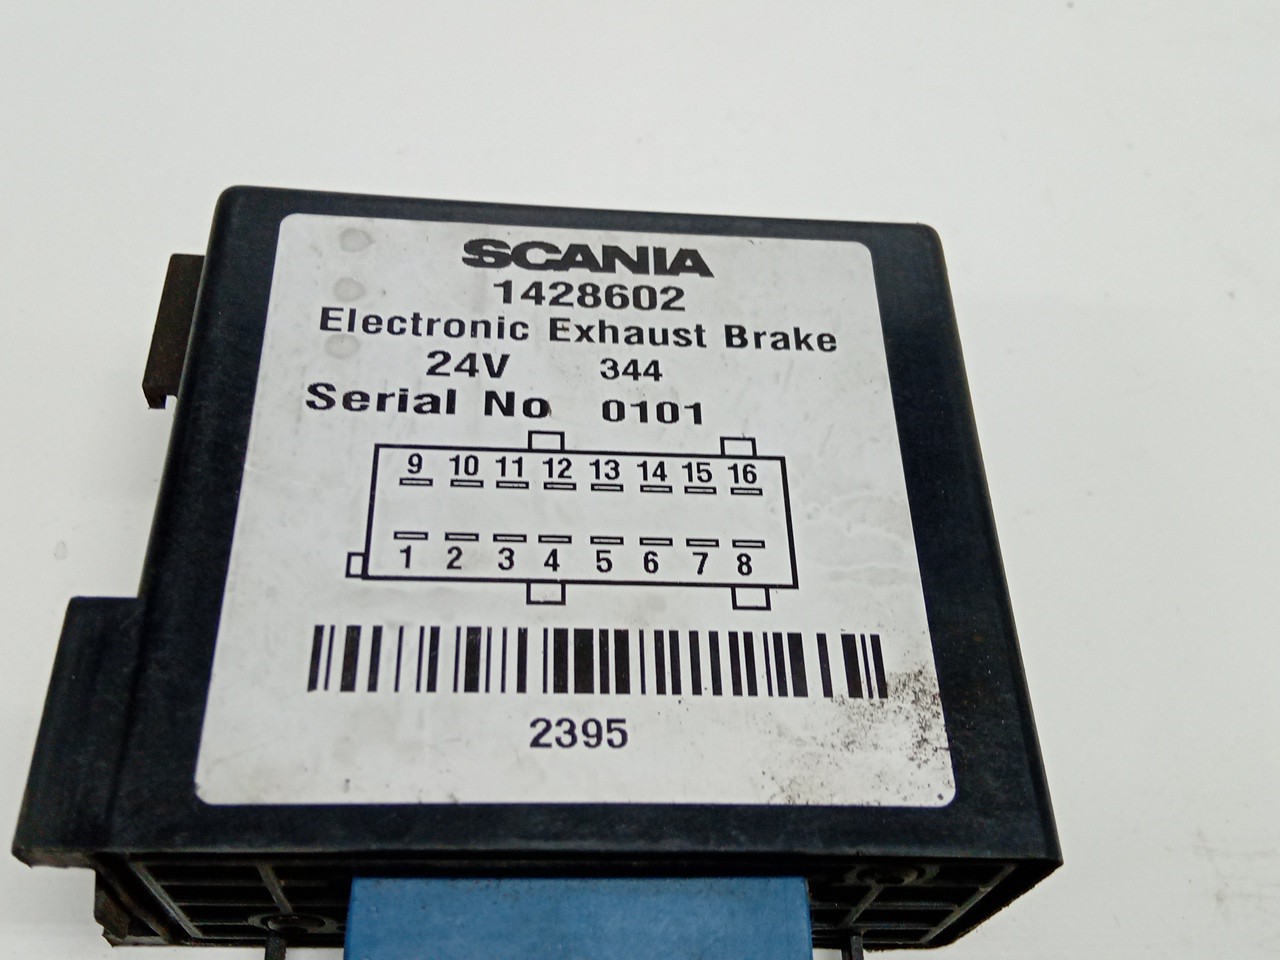 SCANIA
1428602
Electronic Exhaust Brake
24V 344
Serial No 0101
9 10 11 12 13 14 15 16
1 2 3 4 5 6 7 8
2395